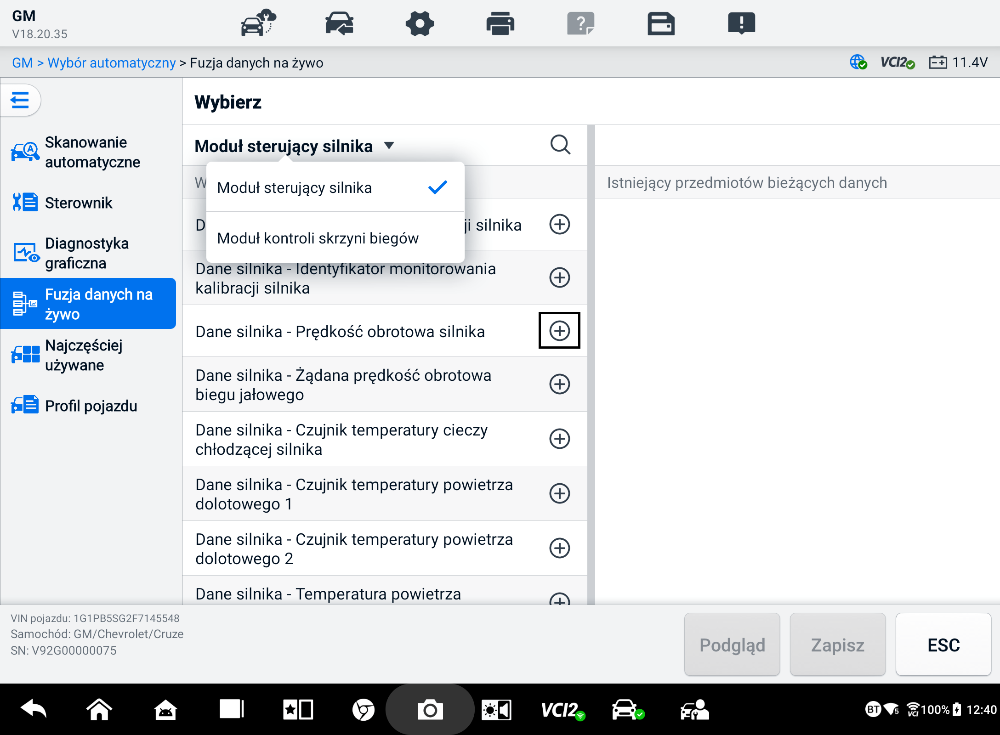 GM
V18.20.35
GM > Wybór automatyczny > Fuzja danych na żywo
VCI2
11.4V
Skanowanie
automatyczne
Sterownik
Diagnostyka
graficzna
Fuzja danych na
żywo
Najczęściej
używane
Profil pojazdu
Wybierz
Moduł sterujący silnika
Moduł sterujący silnika
Moduł kontroli skrzyni biegów
silnika
Dane silnika - Identyfikator monitorowania
kalibracji silnika
Dane silnika - Prędkość obrotowa silnika
Dane silnika - Żądana prędkość obrotowa
biegu jałowego
Dane silnika - Czujnik temperatury cieczy
chłodzącej silnika
Dane silnika - Czujnik temperatury powietrza
dolotowego 1
Dane silnika - Czujnik temperatury powietrza
dolotowego 2
Dane silnika - Temperatura powietrza
Istniejący przedmiotów bieżących danych
VIN pojazdu: 1G1PB5SG2F7145548
Samochód: GM/Chevrolet/Cruze
SN: V92G00000075
Podgląd
Zapisz
ESC
VCI2
BT
5
VCI
100%
12:40